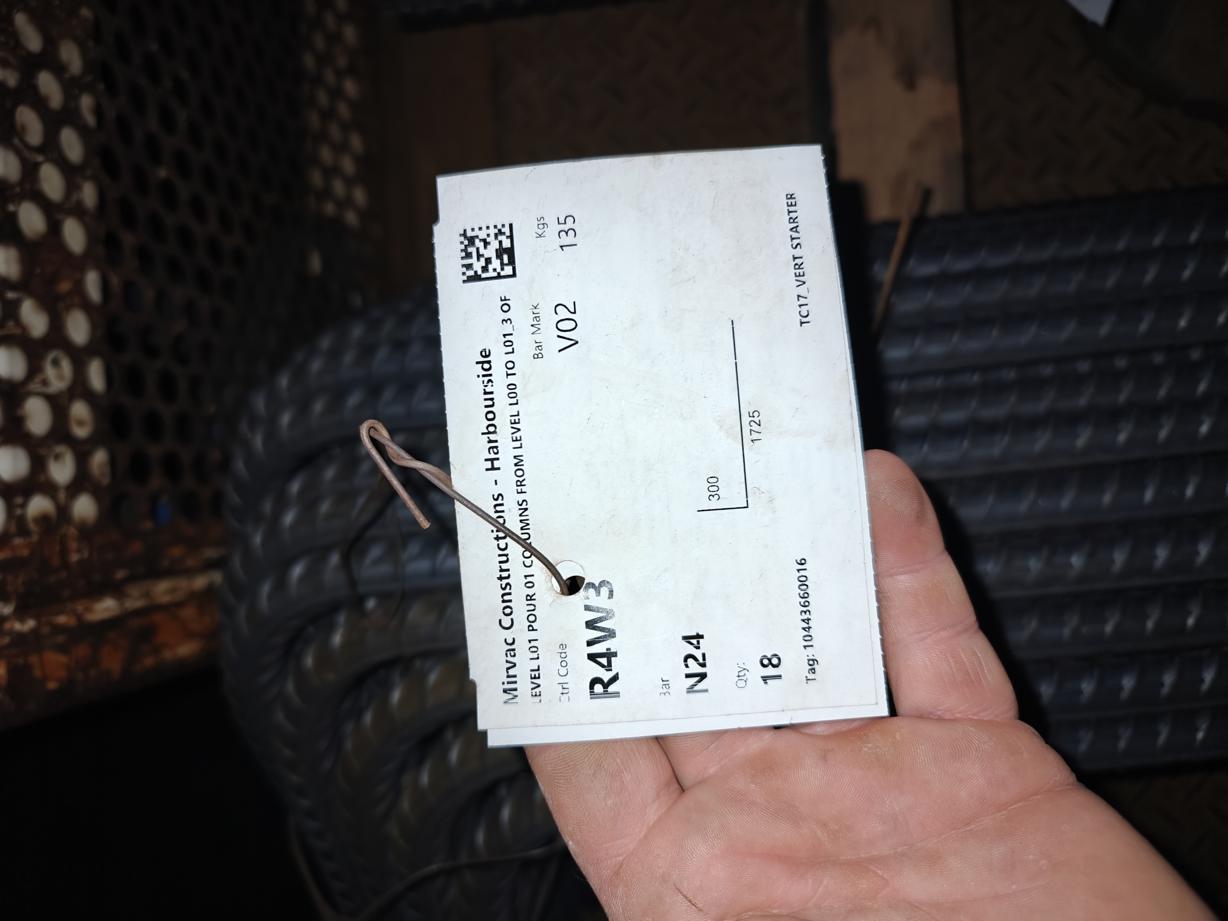 Mirvac Constructions - Harbourside
LEVEL L01 POUR 01 COLUMNS FROM LEVEL L00 TO L01_3 OF
Ctrl Code
R4W3
Bar Mark
V02
Kgs
135
Bar
N24
300
1725
Qty:
18
Tag: 10443660016
TC17_VERT STARTER